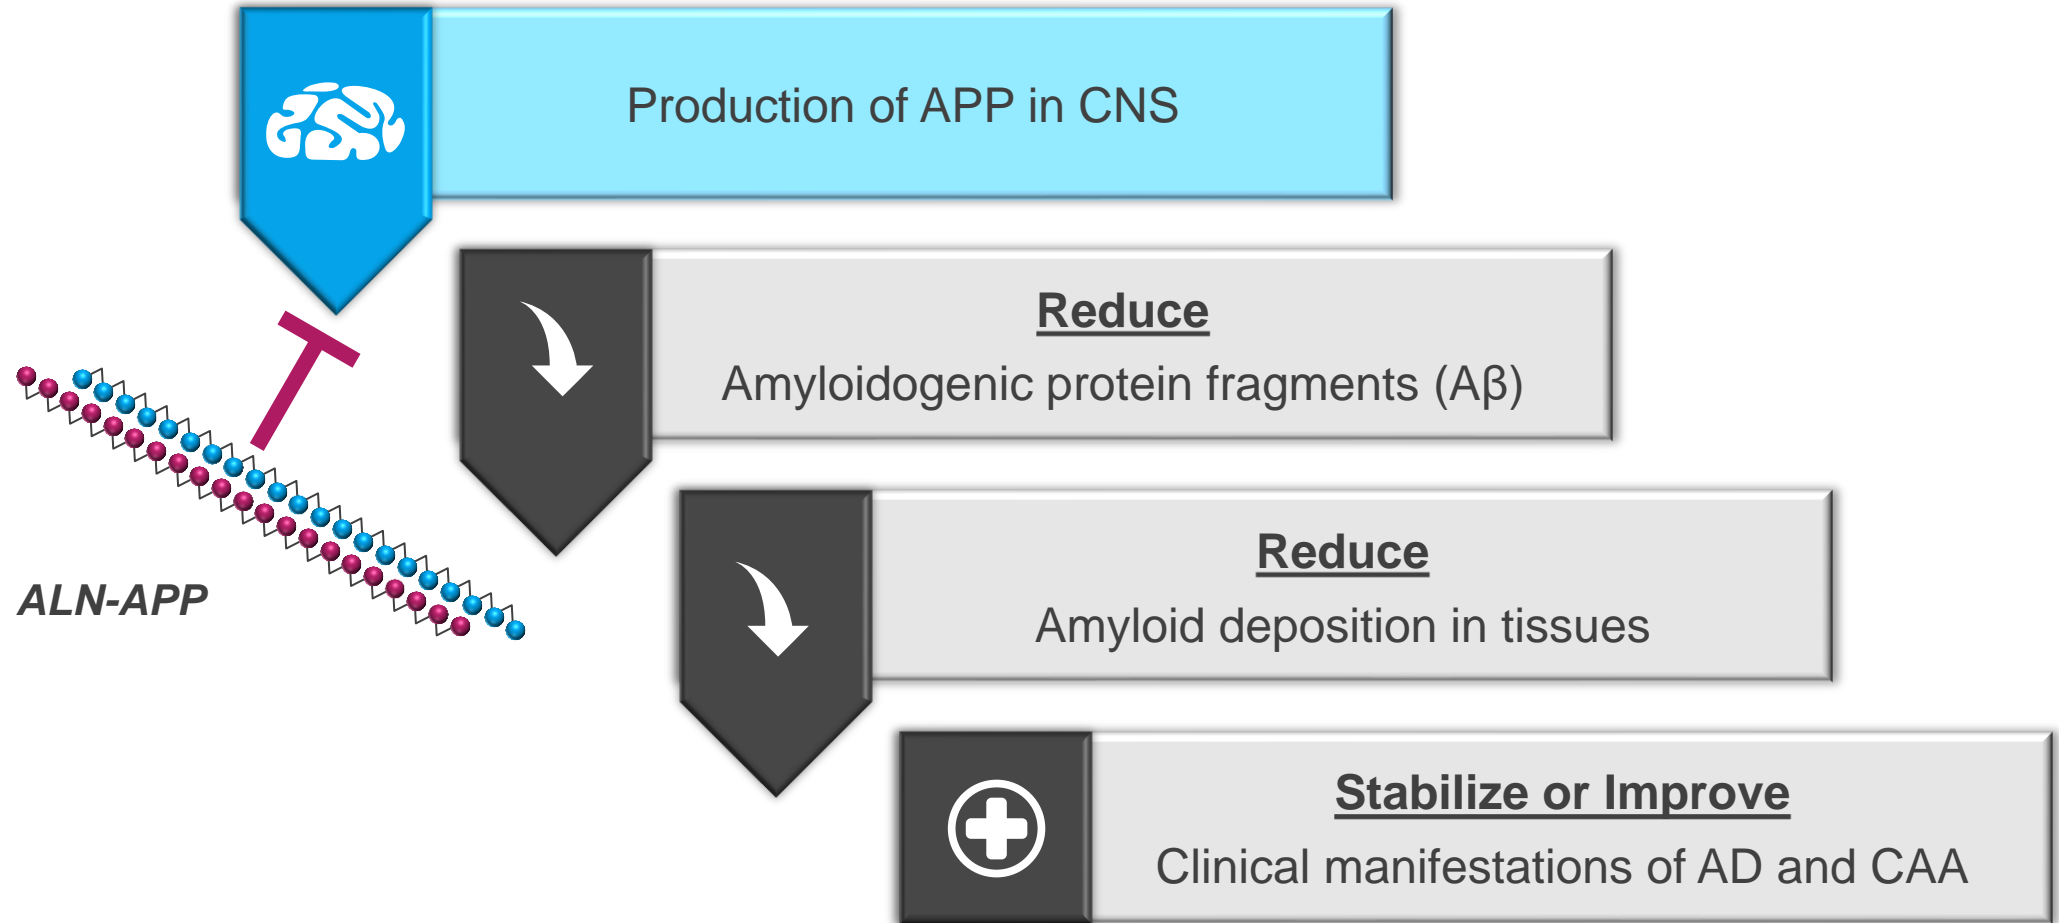 Production of APP in CNS
Reduce
Amyloidogenic protein fragments (Aβ)
Reduce
Amyloid deposition in tissues
ALN-APP
Stabilize or Improve
Clinical manifestations of AD and CAA